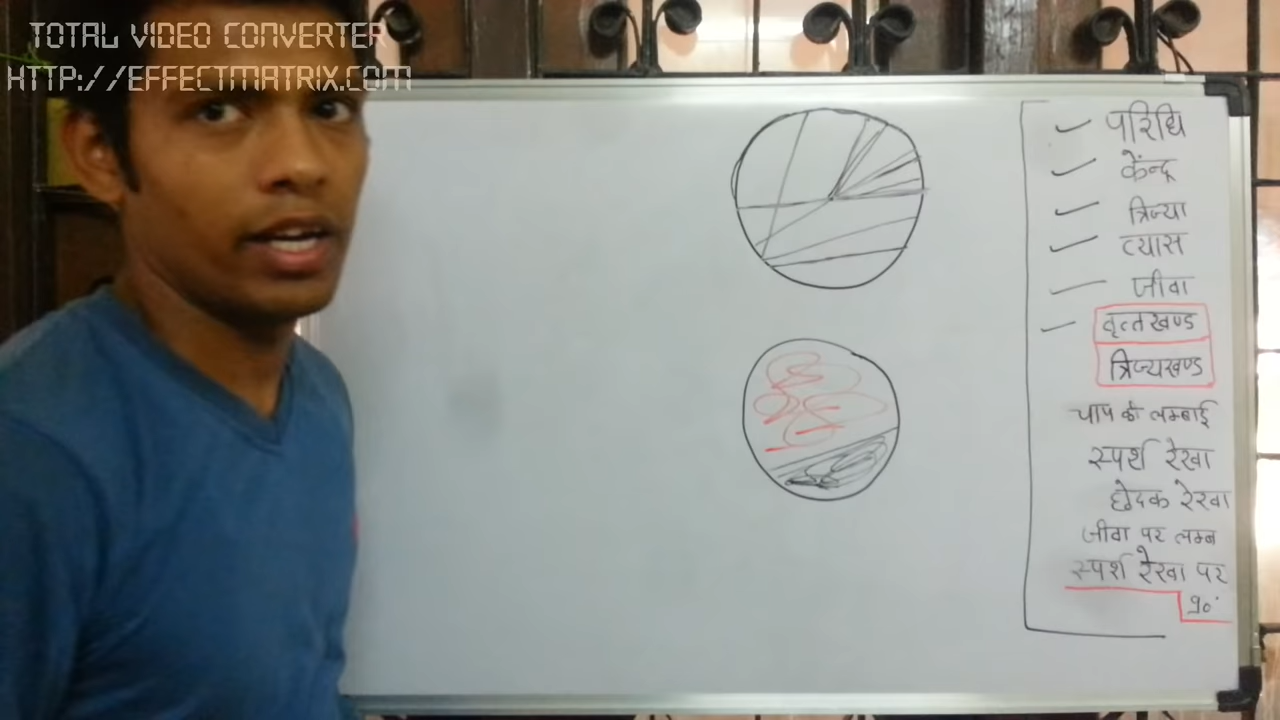 TOTAL VIDEO CONVERTER
HTTP://EFFECTMATRIX.COM
परिधि
केंन्द्र
त्रिज्या
व्यास
जीवा
वृत्तखण्ड
त्रिज्यखण्ड
चाप की लम्बाई
स्पर्श रेखा
छेदक रेखा
जीवा पर लम्ब
स्पर्श रेखा पर
90°